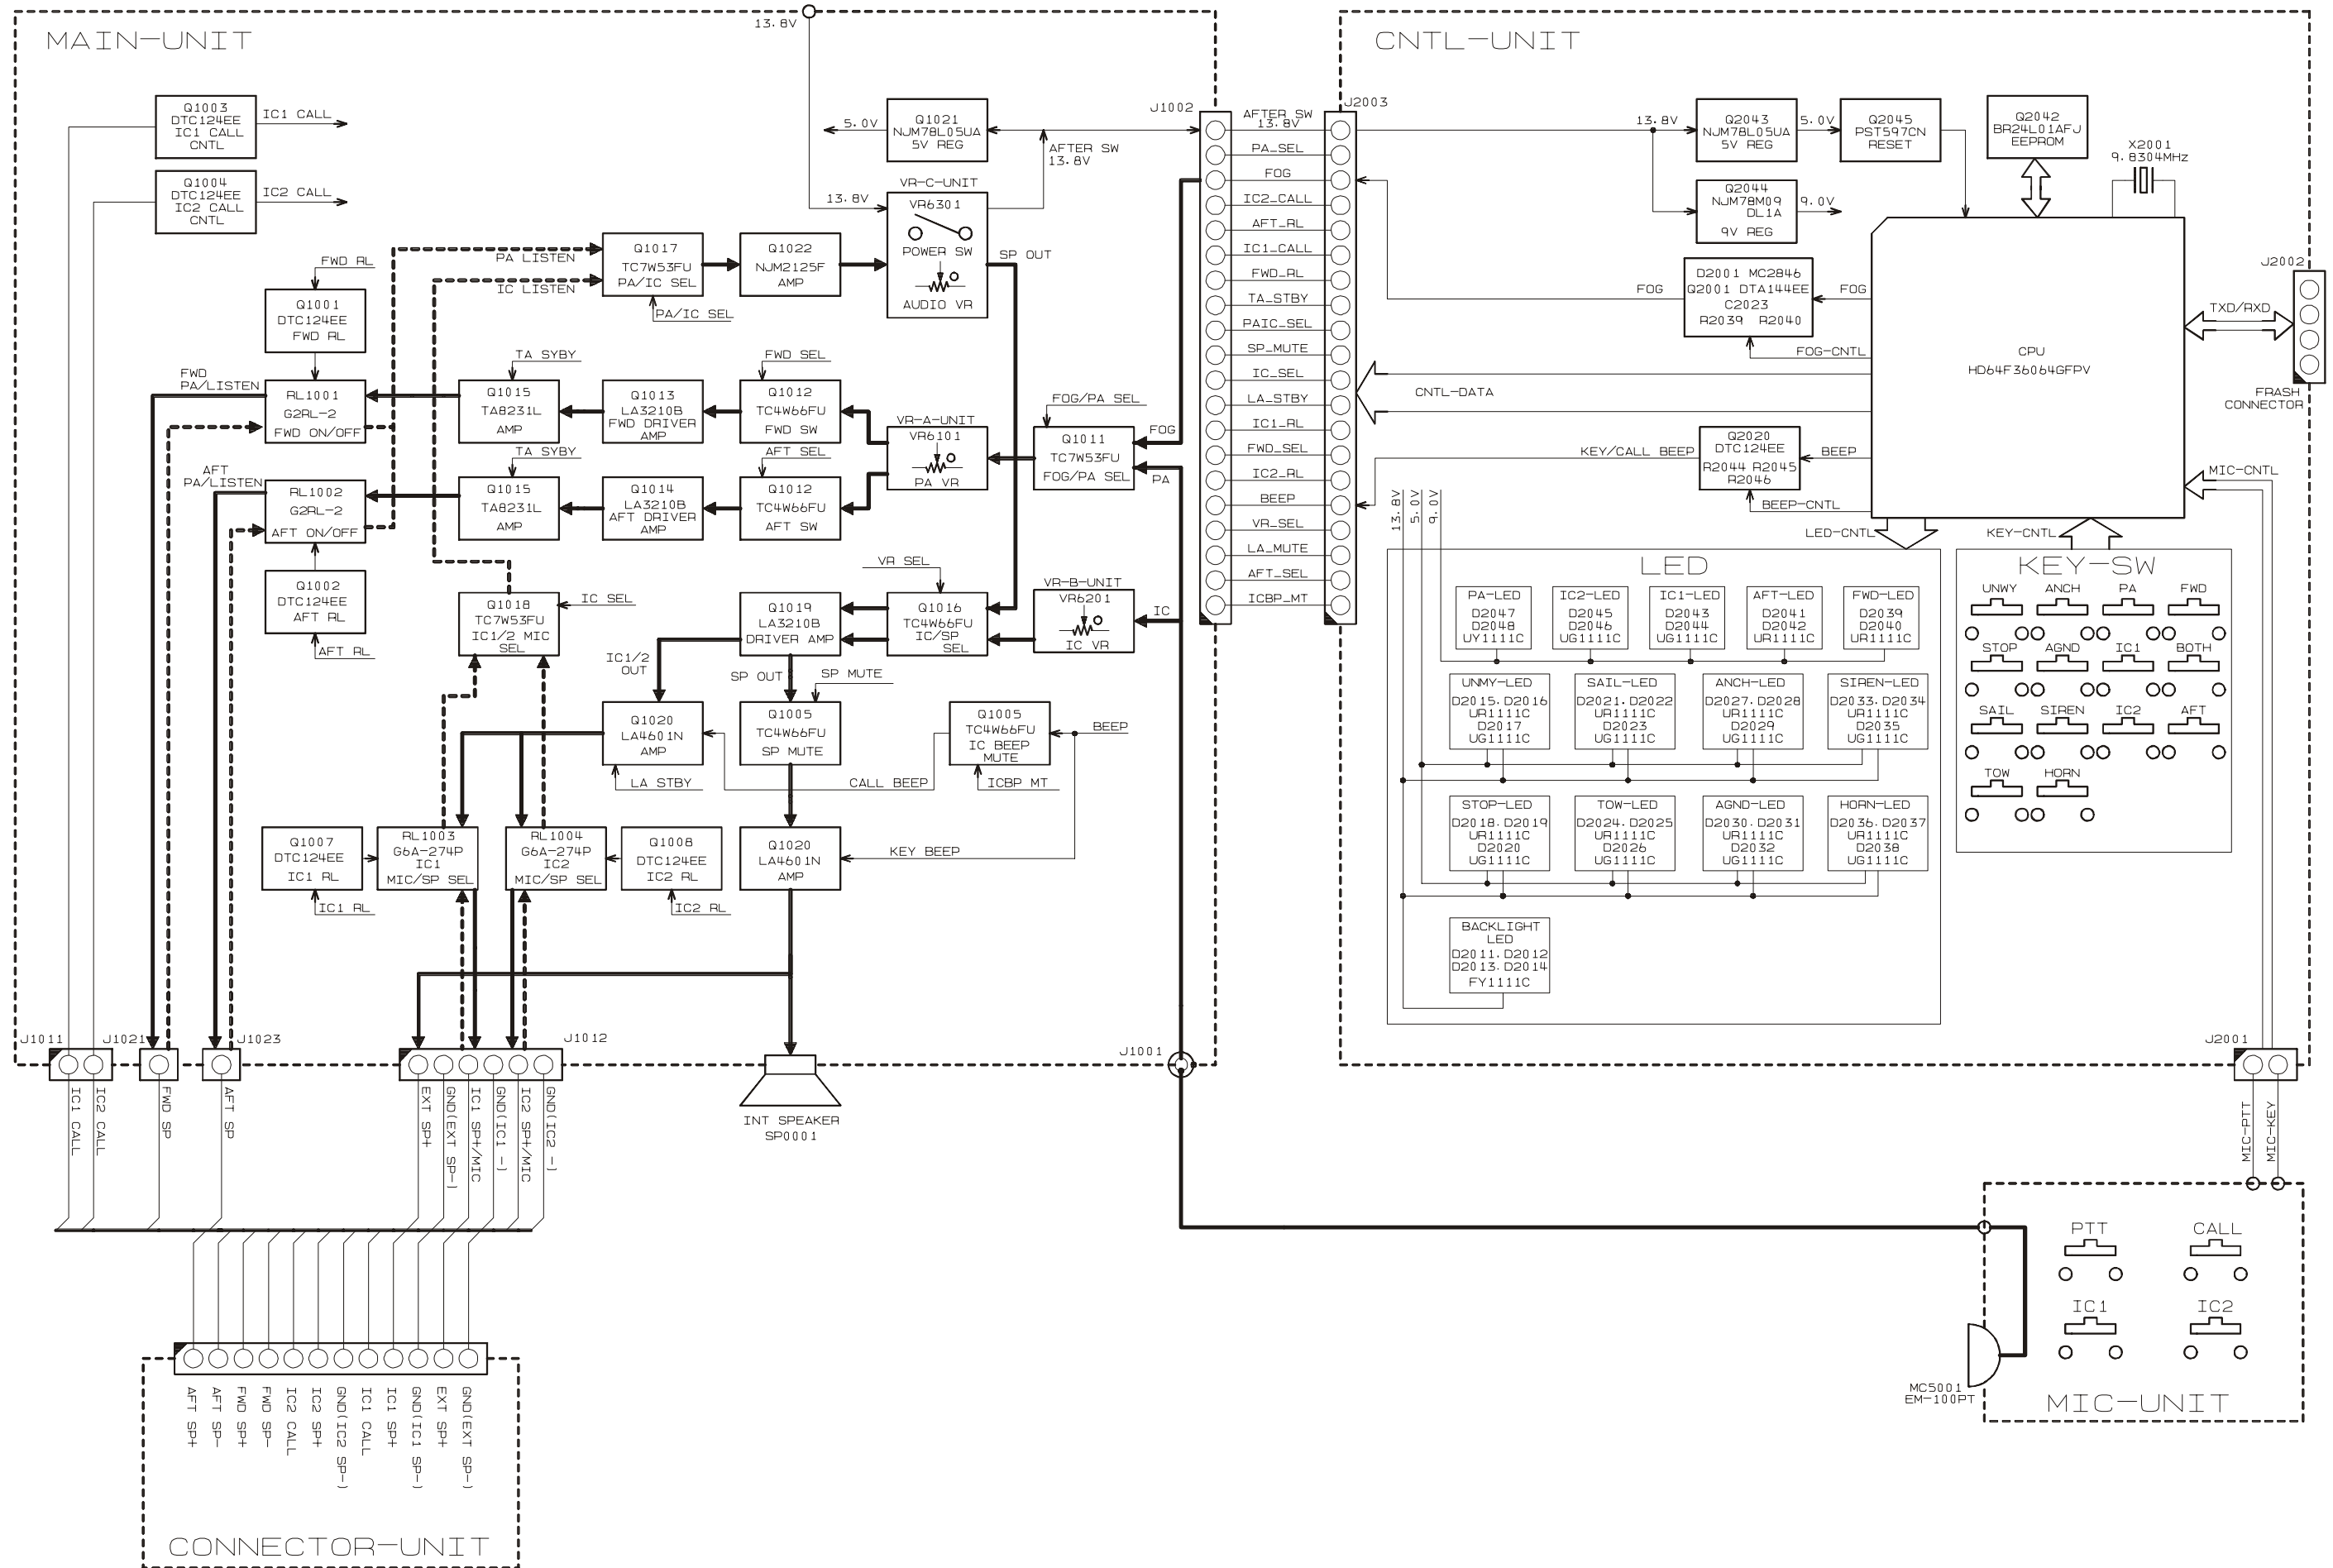 MAIN-UNIT
13.8V
Q1003
DTC124EE
IC1 CALL
CNTL
IC1 CALL
Q1004
DTC124EE
IC2 CALL
CNTL
IC2 CALL
Q1021
NJM78L05UA
5V REG
5.0V
AFTER SW
13.8V
VR-C-UNIT
13.8V
VR6301
POWER SW
AUDIO VR
SP OUT
PA LISTEN
IC LISTEN
Q1017
TC7W53FU
PA/IC SEL
PA/IC SEL
Q1022
NJM2125F
AMP
FWD RL
Q1001
DTC124EE
FWD RL
FWD
PA/LISTEN
RL1001
G2RL-2
FWD ON/OFF
TA SYBY
Q1015
TA8231L
AMP
Q1013
LA3210B
FWD DRIVER
AMP
FWD SEL
Q1012
TC4W66FU
FWD SW
VR-A-UNIT
VR6101
PA VR
FOG/PA SEL
Q1011
TC7W53FU
FOG/PA SEL
FOG
PA
AFT
PA/LISTEN
RL1002
G2RL-2
AFT ON/OFF
TA SYBY
Q1015
TA8231L
AMP
Q1014
LA3210B
AFT DRIVER
AMP
AFT SEL
Q1012
TC4W66FU
AFT SW
Q1002
DTC124EE
AFT RL
AFT RL
Q1018
TC7W53FU
IC1/2 MIC
SEL
IC SEL
Q1019
LA3210B
DRIVER AMP
VR SEL
Q1016
TC4W66FU
IC/SP
SEL
VR-B-UNIT
VR6201
IC VR
IC
IC1/2
OUT
SP OUT
SP MUTE
Q1020
LA4601N
AMP
LA STBY
Q1005
TC4W66FU
SP MUTE
Q1005
TC4W66FU
IC BEEP
MUTE
BEEP
CALL BEEP
ICBP MT
Q1007
DTC124EE
IC1 RL
IC1 RL
RL1003
G6A-274P
IC1
MIC/SP SEL
RL1004
G6A-274P
IC2
MIC/SP SEL
Q1008
DTC124EE
IC2 RL
IC2 RL
Q1020
LA4601N
AMP
KEY BEEP
J1011
J1021
J1023
J1012
J1001
IC1 CALL
IC2 CALL
FWD SP
AFT SP
EXT SP+
GND(EXT SP-)
IC1 SP+/MIC
GND(IC1 -)
IC2 SP+/MIC
GND(IC2 -)
INT SPEAKER
SP0001
AFT SP+
AFT SP-
FWD SP+
FWD SP-
IC2 CALL
IC2 SP+
GND(IC2 SP-)
IC1 CALL
IC1 SP+
GND(IC1 SP-)
EXT SP+
GND(EXT SP-)
CONNECTOR-UNIT
J1002
J2003
AFTER SW
13.8V
PA_SEL
FOG
IC2_CALL
AFT_RL
IC1_CALL
FWD_RL
TA_STBY
PAIC_SEL
SP_MUTE
IC_SEL
LA_STBY
IC1_RL
FWD_SEL
IC2_RL
BEEP
VR_SEL
LA_MUTE
AFT_SEL
ICBP_MT
CNTL-UNIT
13.8V
Q2043
NJM78L05UA
5V REG
5.0V
Q2045
PST597CN
RESET
Q2042
BR24L01AFJ
EEPROM
X2001
9.8304MHz
Q2044
NJM78M09
DL1A
9V REG
9.0V
FOG
D2001 MC2846
Q2001 DTA144EE
C2023
R2039 R2040
FOG
FOG-CNTL
CPU
HD64F36064GFPV
TXD/RXD
J2002
FRASH
CONNECTOR
CNTL-DATA
KEY/CALL BEEP
Q2020
DTC124EE
R2044 R2045
R2046
BEEP
BEEP-CNTL
MIC-CNTL
13.8V
5.0V
9.0V
LED-CNTL
KEY-CNTL
LED
PA-LED
D2047
D2048
UY1111C
IC2-LED
D2045
D2046
UG1111C
IC1-LED
D2043
D2044
UG1111C
AFT-LED
D2041
D2042
UR1111C
FWD-LED
D2039
D2040
UR1111C
UNMY-LED
D2015.D2016
UR1111C
D2017
UG1111C
SAIL-LED
D2021.D2022
UR1111C
D2023
UG1111C
ANCH-LED
D2027.D2028
UR1111C
D2029
UG1111C
SIREN-LED
D2033.D2034
UR1111C
D2035
UG1111C
STOP-LED
D2018.D2019
UR1111C
D2020
UG1111C
TOW-LED
D2024.D2025
UR1111C
D2026
UG1111C
AGND-LED
D2030.D2031
UR1111C
D2032
UG1111C
HORN-LED
D2036.D2037
UR1111C
D2038
UG1111C
BACKLIGHT
LED
D2011.D2012
D2013.D2014
FY1111C
KEY-SW
UNWY ANCH PA FWD
STOP AGND IC1 BOTH
SAIL SIREN IC2 AFT
TOW HORN
J2001
MIC-PTT
MIC-KEY
PTT CALL
IC1 IC2
MC5001
EM-100PT
MIC-UNIT